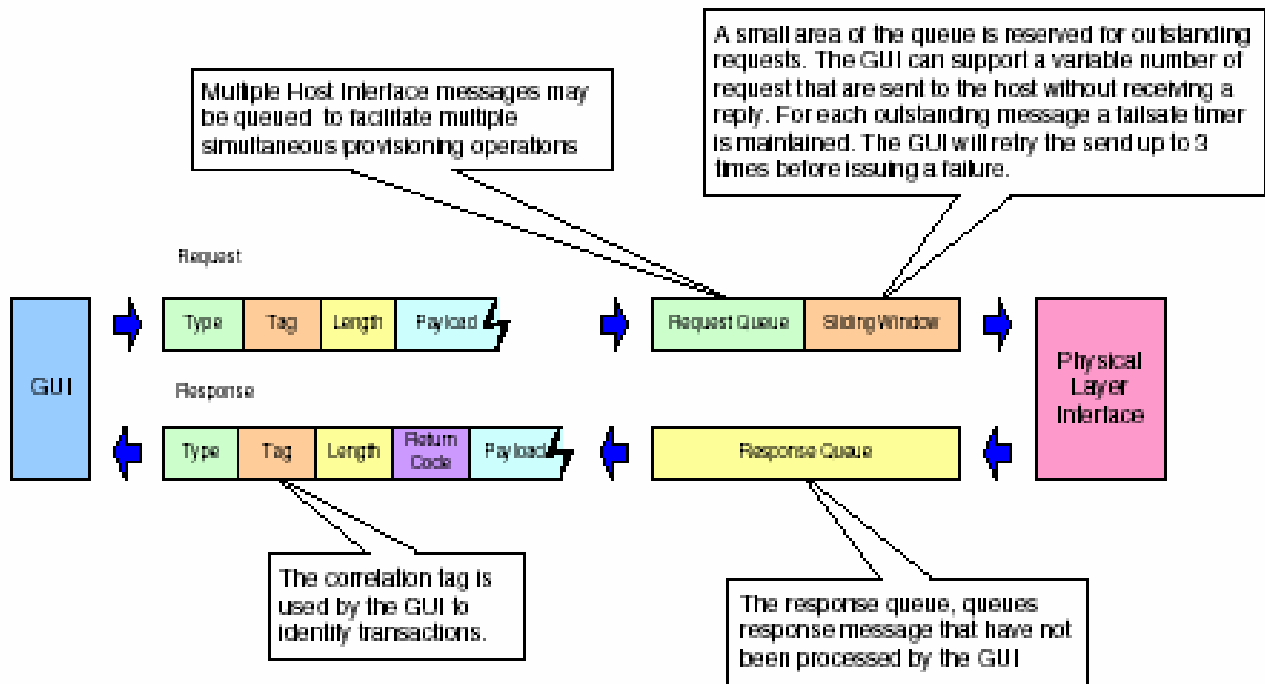 A small area of the queue is reserved for outstanding
requests. The GUI can support a variable number of
request that are sent to the host without receiving a
reply. For each outstanding message a failsafe timer
is maintained. The GUI will retry the send up to 3
times before issuing a failure.
Multiple Host Interface messages may
be queued to facilitate multiple
simultaneous provisioning operations
Request
Type Tag Length Payload
Request Queue Sliding Window
GUI
Physical
Layer
Interface
Response
Type Tag Length Return
Code Payload
Response Queue
The correlation tag is
used by the GUI to
identify transactions.
The response queue, queues
response message that have not
been processed by the GUI